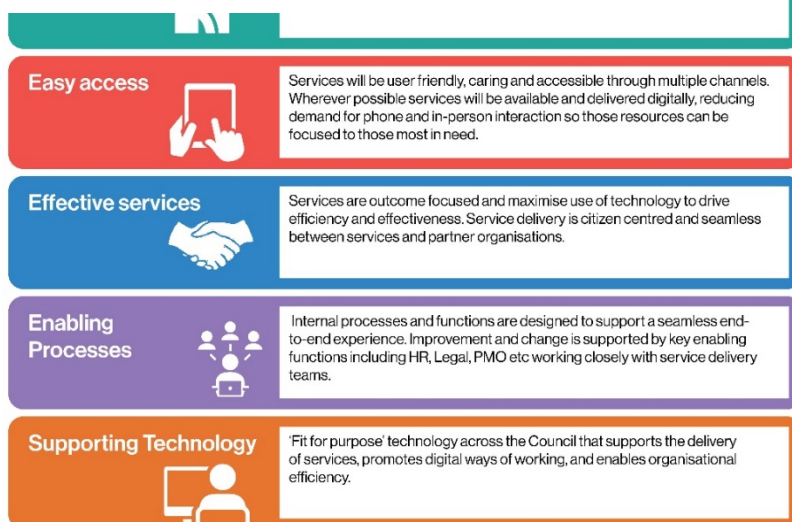 Easy access
Services will be user friendly, caring and accessible through multiple channels.
Wherever possible services will be available and delivered digitally, reducing
demand for phone and in-person interaction so those resources can be
focused to those most in need.
Effective services
Services are outcome focused and maximise use of technology to drive
efficiency and effectiveness. Service delivery is citizen centred and seamless
between services and partner organisations.
Enabling
Processes
Internal processes and functions are designed to support a seamless end-
to-end experience. Improvement and change is supported by key enabling
functions including HR, Legal, PMO etc working closely with service delivery
teams.
Supporting Technology
'Fit for purpose' technology across the Council that supports the delivery
of services, promotes digital ways of working, and enables organisational
efficiency.